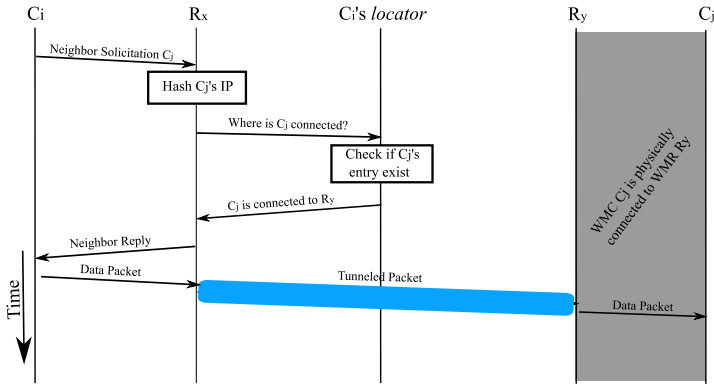 Ci Rx Ci's locator Ry Cj
Neighbor Solicitation Cj
Hash Cj's IP
Where is Cj connected?
Check if Cj's
entry exist
WMC Cj is physically
connected to WMR Ry
Cj is connected to Ry
Neighbor Reply
Data Packet
Tunneled Packet
Data Packet
Time